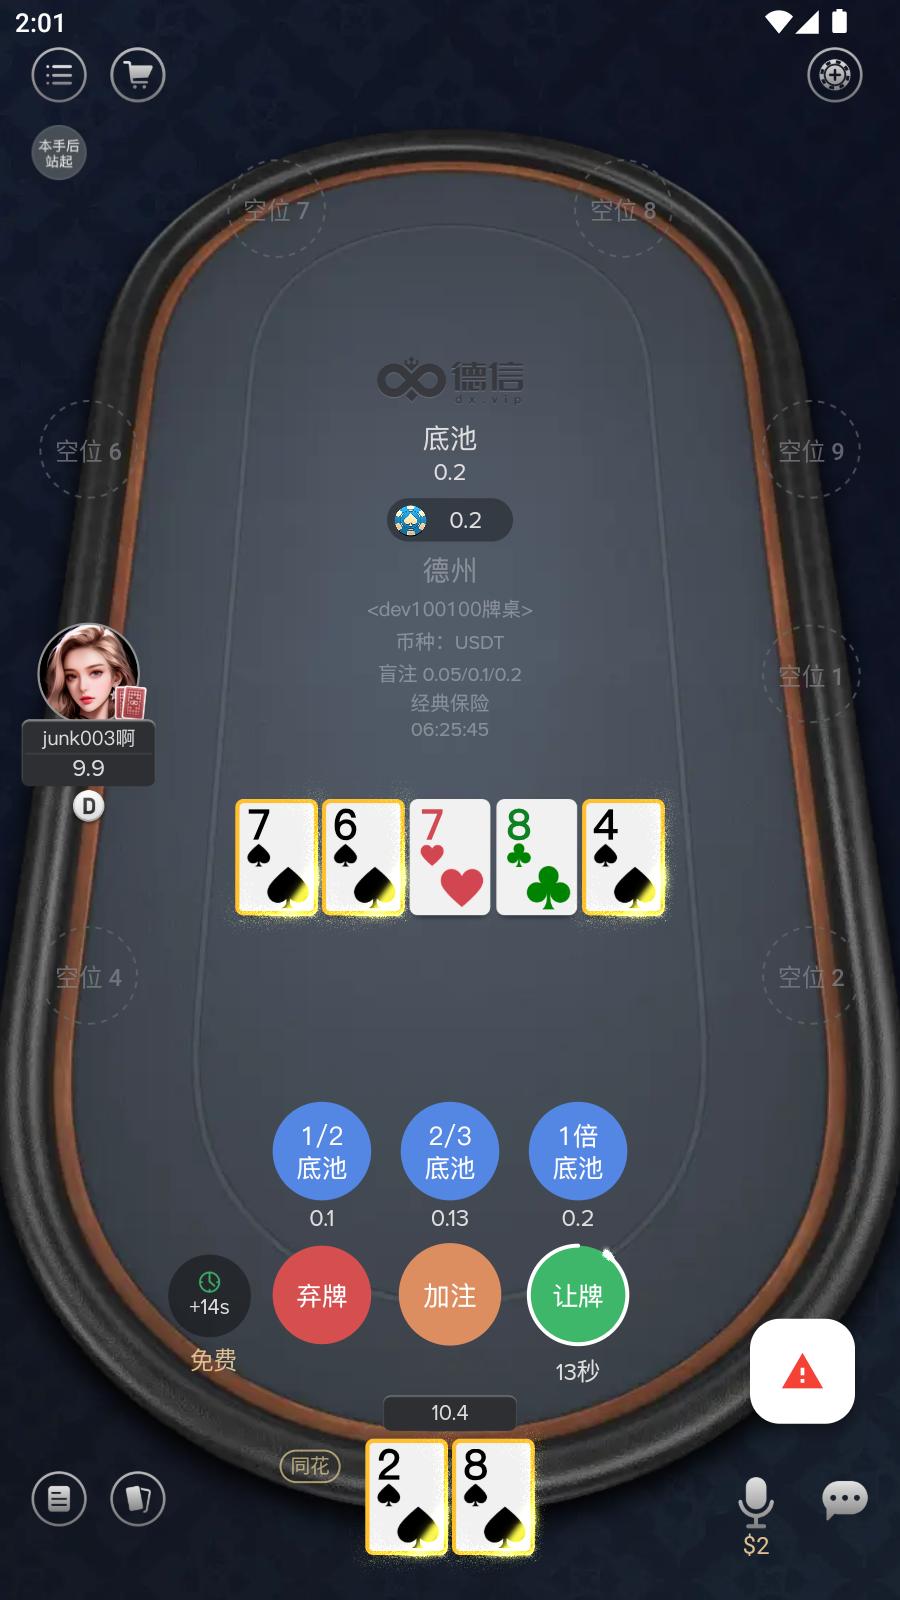 2:01
本手后
站起
空位 7
空位 8
德信
dx.vip
底池
0.2
空位 6
空位 9
0.2
德州
<dev100100牌桌>
币种：USDT
盲注 0.05/0.1/0.2
空位 1
经典保险
06:25:45
junk003啊
9.9
D
7
6
7
8
4
空位 4
空位 2
1/2
底池
2/3
底池
1倍
底池
0.1
0.13
0.2
+14s
弃牌
加注
让牌
免费
13秒
10.4
同花
2
8
$2